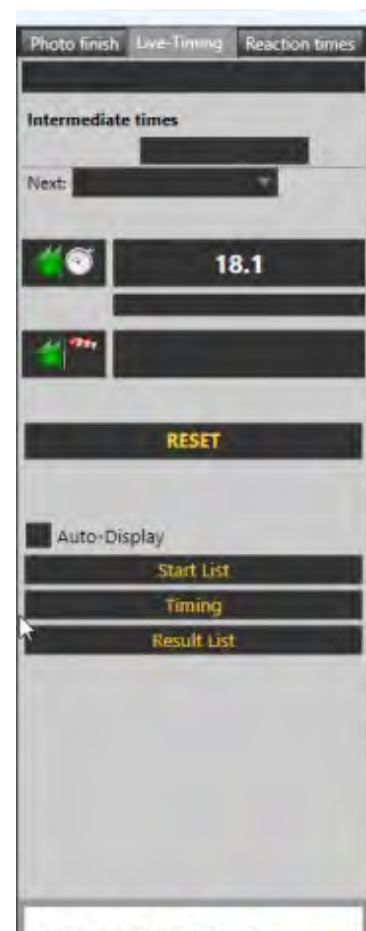 Photo finish Live-Timing Reaction times
Intermediate times
Next:
18.1
RESET
Auto-Display
Start List
Timing
Result List